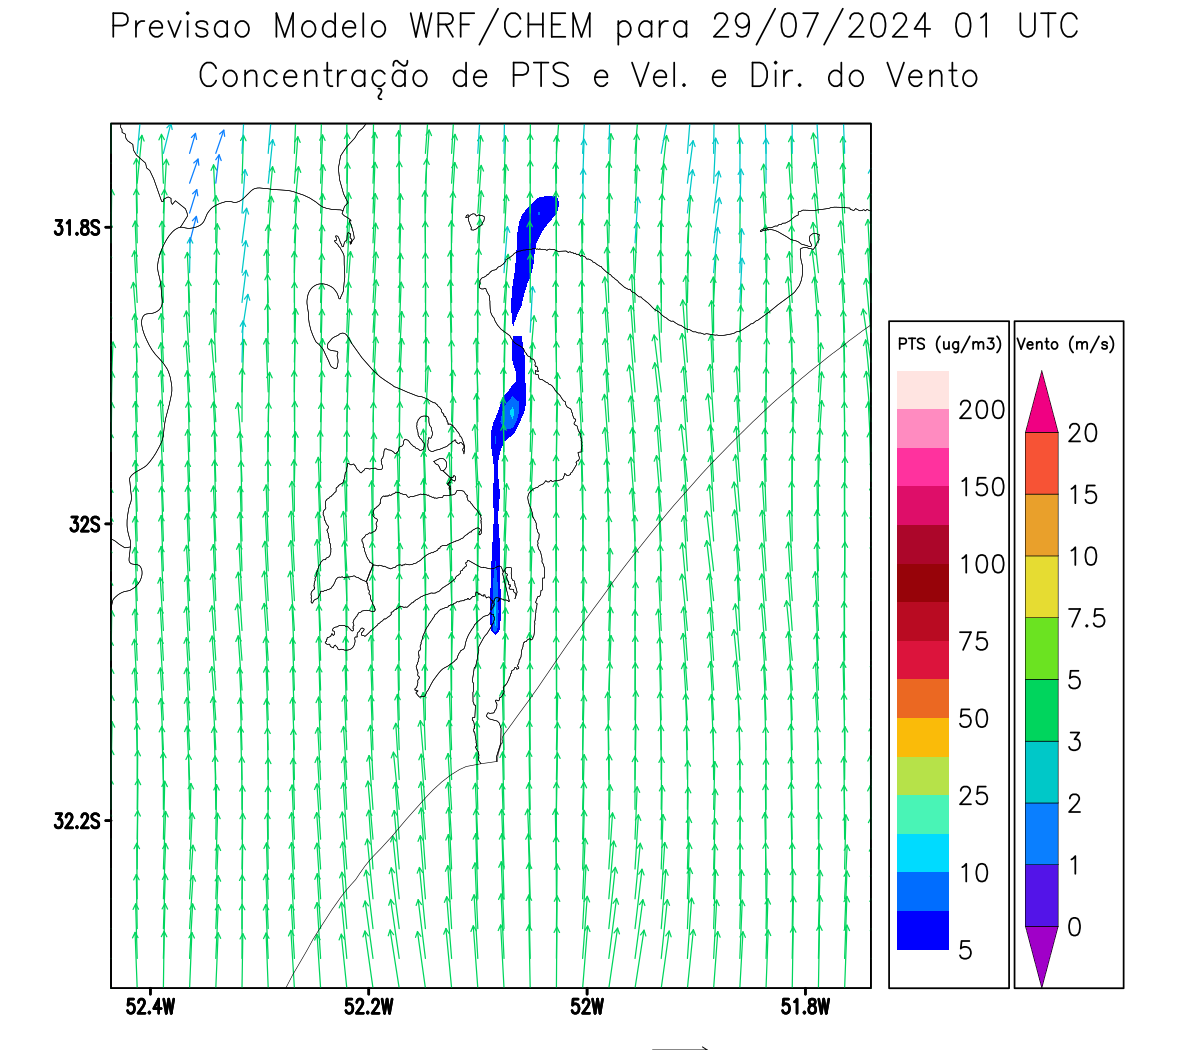 Previsao Modelo WRF/CHEM para 29/07/2024 01 UTC
Concentração de PTS e Vel. e Dir. do Vento
31.8S
32S
32.2S
52.4W
52.2W
52W
51.8W
PTS (ug/m3)
200
150
100
75
50
25
10
5
Vento (m/s)
20
15
10
7.5
5
3
2
1
0